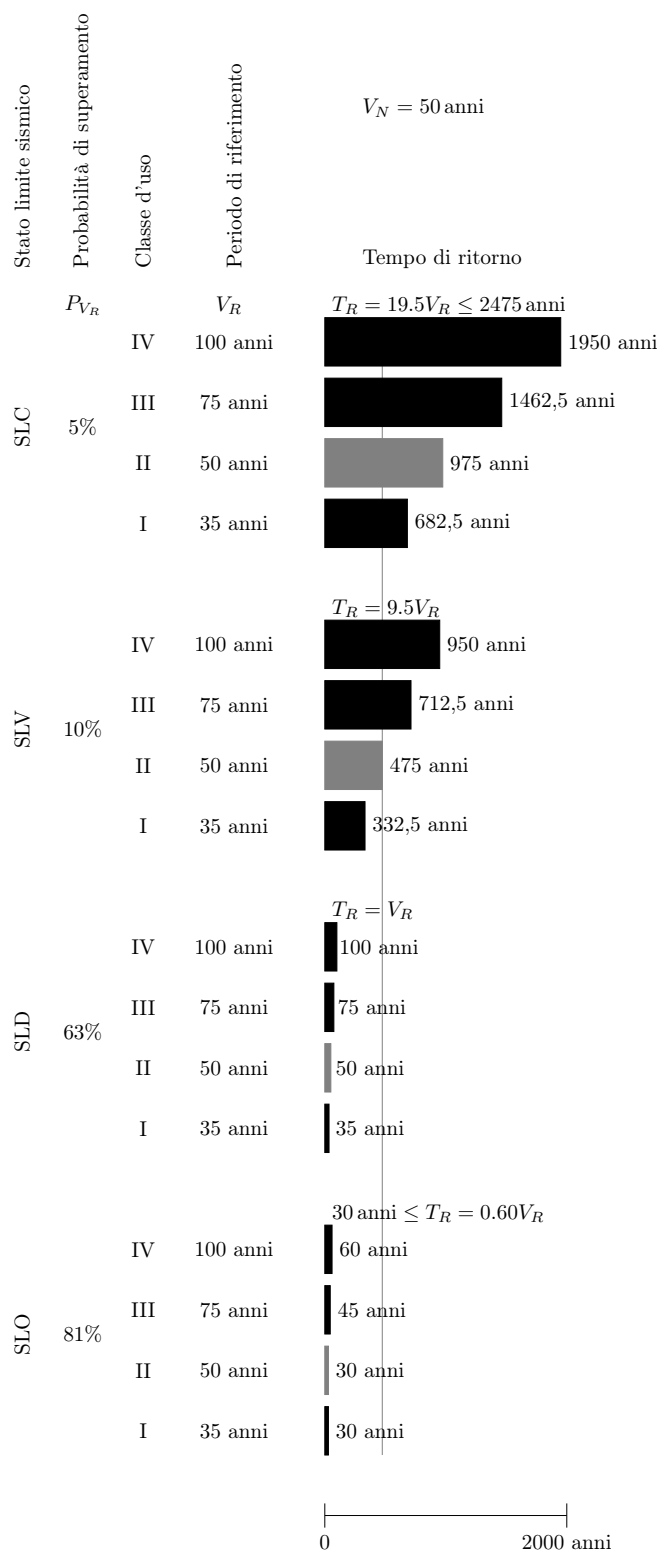 Stato limite sismico
Probabilità di superamento
Classe d'uso
Periodo di riferimento
V_N = 50 anni
Tempo di ritorno
P_{V_R}
V_R
T_R = 19.5V_R ≤ 2475 anni
SLC
5%
IV 100 anni 1950 anni
III 75 anni 1462,5 anni
II 50 anni 975 anni
I 35 anni 682,5 anni
T_R = 9.5V_R
SLV
10%
IV 100 anni 950 anni
III 75 anni 712,5 anni
II 50 anni 475 anni
I 35 anni 332,5 anni
T_R = V_R
SLD
63%
IV 100 anni 100 anni
III 75 anni 75 anni
II 50 anni 50 anni
I 35 anni 35 anni
30 anni ≤ T_R = 0.60V_R
SLO
81%
IV 100 anni 60 anni
III 75 anni 45 anni
II 50 anni 30 anni
I 35 anni 30 anni
0 2000 anni